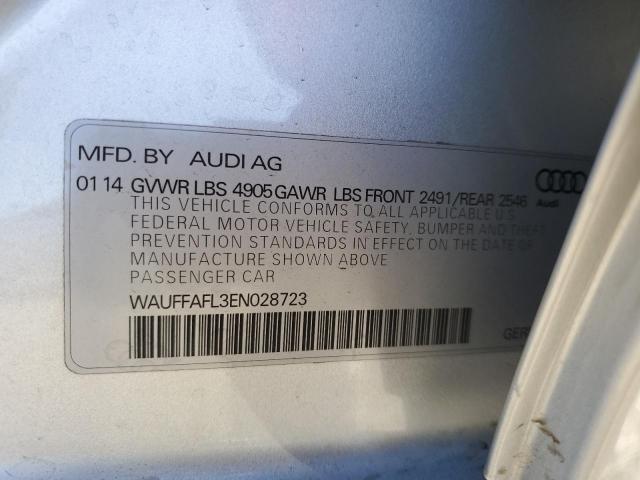 MFD. BY AUDI AG
01 14 GVWR LBS 4905 GAWR LBS FRONT 2491/REAR 2546
THIS VEHICLE CONFORMS TO ALL APPLICABLE U.S.
FEDERAL MOTOR VEHICLE SAFETY, BUMPER AND THEFT
PREVENTION STANDARDS IN EFFECT ON THE DATE OF
MANUFACTURE SHOWN ABOVE
PASSENGER CAR
WAUFFAFL3EN028723
Audi
GER